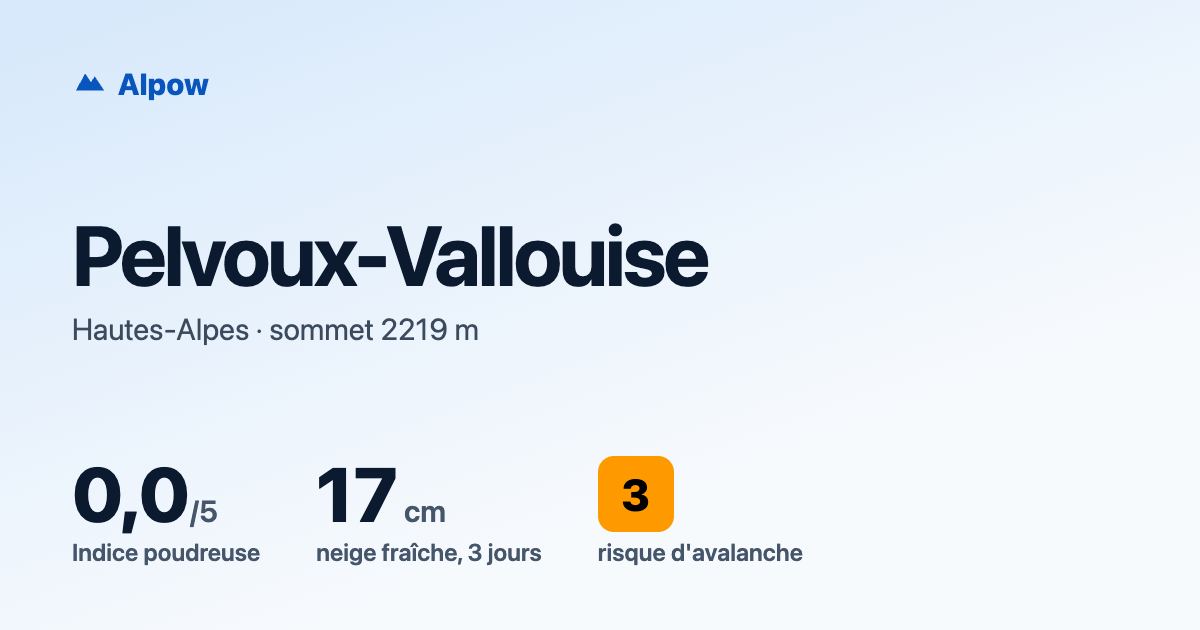 Alpow
Pelvoux-Vallouise
Hautes-Alpes · sommet 2219 m
0,0/5
Indice poudreuse
17 cm
neige fraîche, 3 jours
3
risque d'avalanche